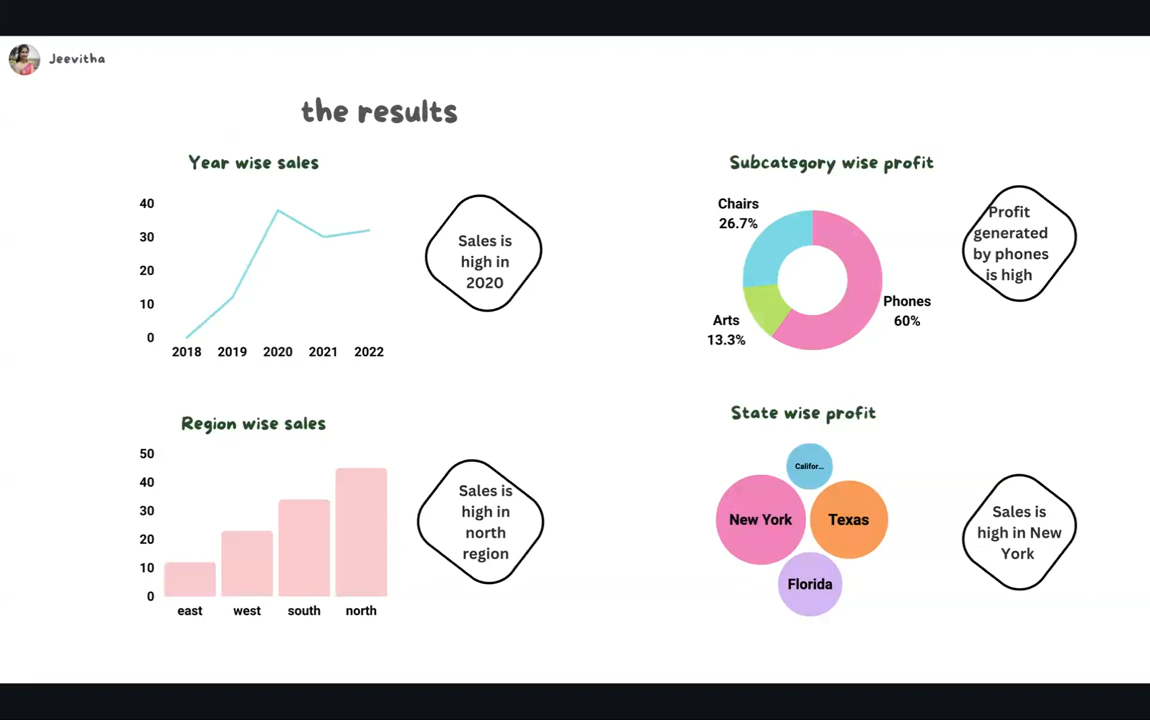 Jeevitha
the results
Year wise sales
40
30
20
10
0
2018 2019 2020 2021 2022
Sales is
high in
2020
Subcategory wise profit
Chairs
26.7%
Arts
13.3%
Phones
60%
Profit
generated
by phones
is high
Region wise sales
50
40
30
20
10
0
east west south north
Sales is
high in
north
region
State wise profit
Califor...
New York
Texas
Florida
Sales is
high in New
York